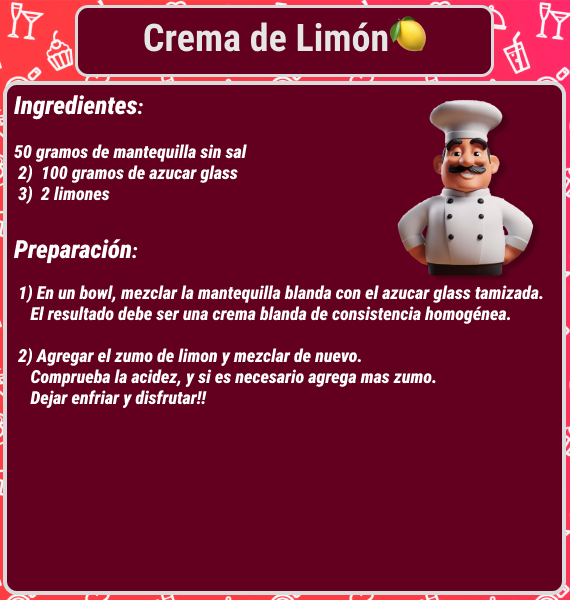 Crema de Limón🍋
Ingredientes:
50 gramos de mantequilla sin sal
2) 100 gramos de azucar glass
3) 2 limones
Preparación:
1) En un bowl, mezclar la mantequilla blanda con el azucar glass tamizada.
El resultado debe ser una crema blanda de consistencia homogénea.
2) Agregar el zumo de limon y mezclar de nuevo.
Comprueba la acidez, y si es necesario agrega mas zumo.
Dejar enfriar y disfrutar!!